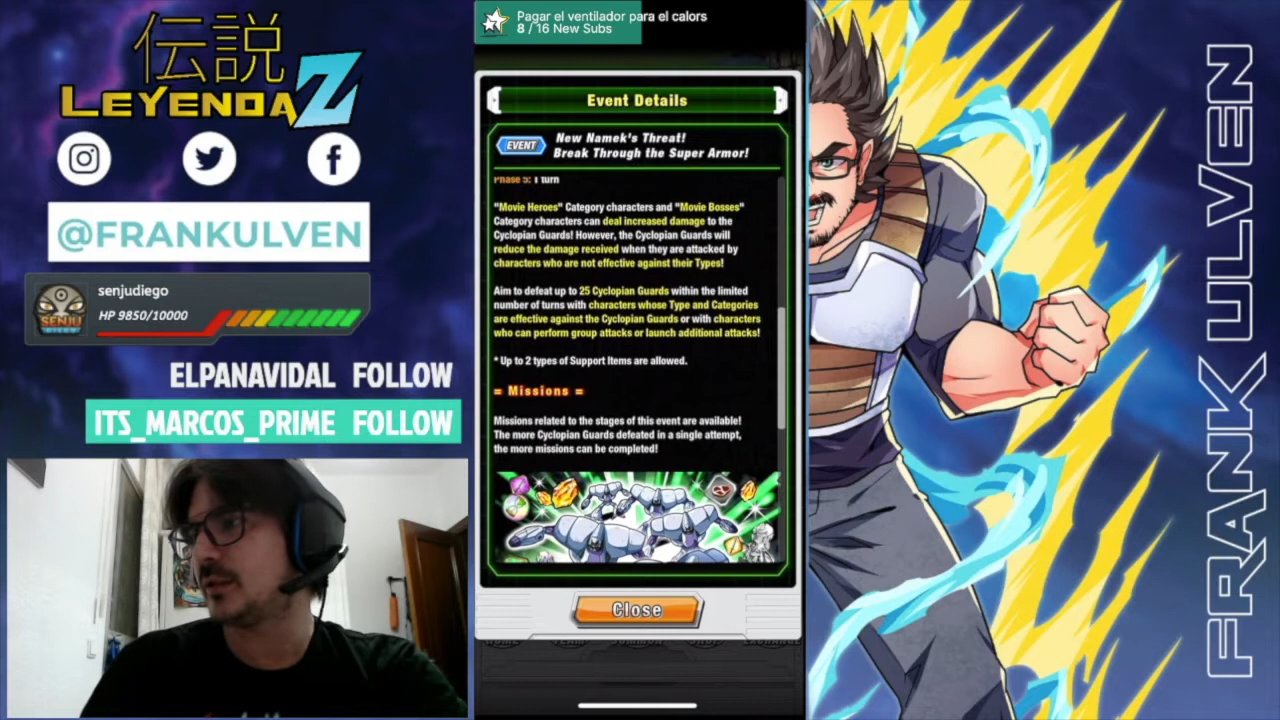 伝説
LEYENDA Z
@FRANKULVEN
senjudiego
HP 9850/10000
SENJU
ELPANAVIDAL FOLLOW
ITS_MARCOS_PRIME FOLLOW
Pagar el ventilador para el calors
8 / 16 New Subs
Event Details
EVENT
New Namek's Threat!
Break Through the Super Armor!
Phase 5: 1 turn
"Movie Heroes" Category characters and "Movie Bosses"
Category characters can deal increased damage to the
Cyclopian Guards! However, the Cyclopian Guards will
reduce the damage received when they are attacked by
characters who are not effective against their Types!
Aim to defeat up to 25 Cyclopian Guards within the limited
number of turns with characters whose Type and Categories
are effective against the Cyclopian Guards or with characters
who can perform group attacks or launch additional attacks!
* Up to 2 types of Support Items are allowed.
= Missions =
Missions related to the stages of this event are available!
The more Cyclopian Guards defeated in a single attempt,
the more missions can be completed!
Close
FRANK ULVEN